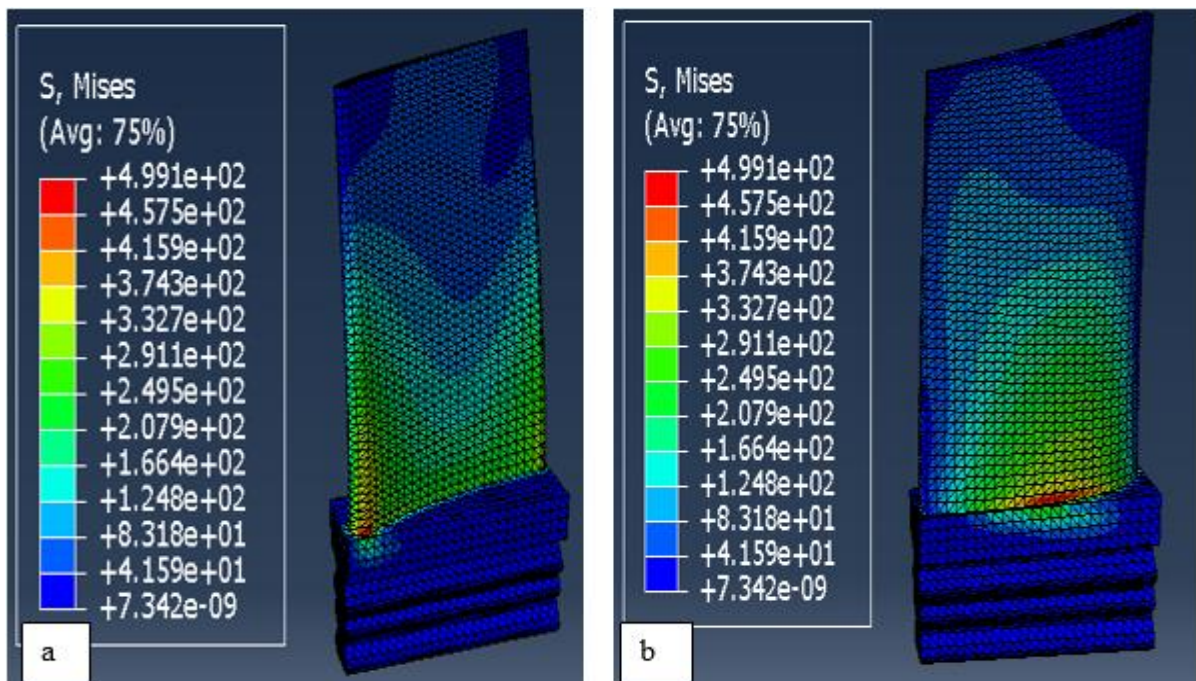 S, Mises
(Avg: 75%)
+4.991e+02
+4.575e+02
+4.159e+02
+3.743e+02
+3.327e+02
+2.911e+02
+2.495e+02
+2.079e+02
+1.664e+02
+1.248e+02
+8.318e+01
+4.159e+01
+7.342e-09
a
S, Mises
(Avg: 75%)
+4.991e+02
+4.575e+02
+4.159e+02
+3.743e+02
+3.327e+02
+2.911e+02
+2.495e+02
+2.079e+02
+1.664e+02
+1.248e+02
+8.318e+01
+4.159e+01
+7.342e-09
b